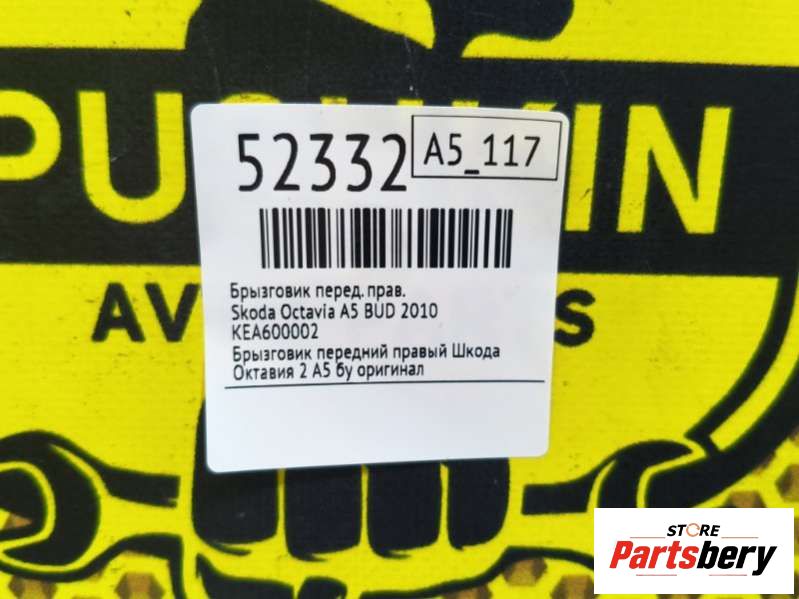 52332
A5_117
Брызговик перед. прав.
Skoda Octavia A5 BUD 2010
KEA600002
Брызговик передний правый Шкода
Октавия 2 А5 бу оригинал
STORE
Partsbery